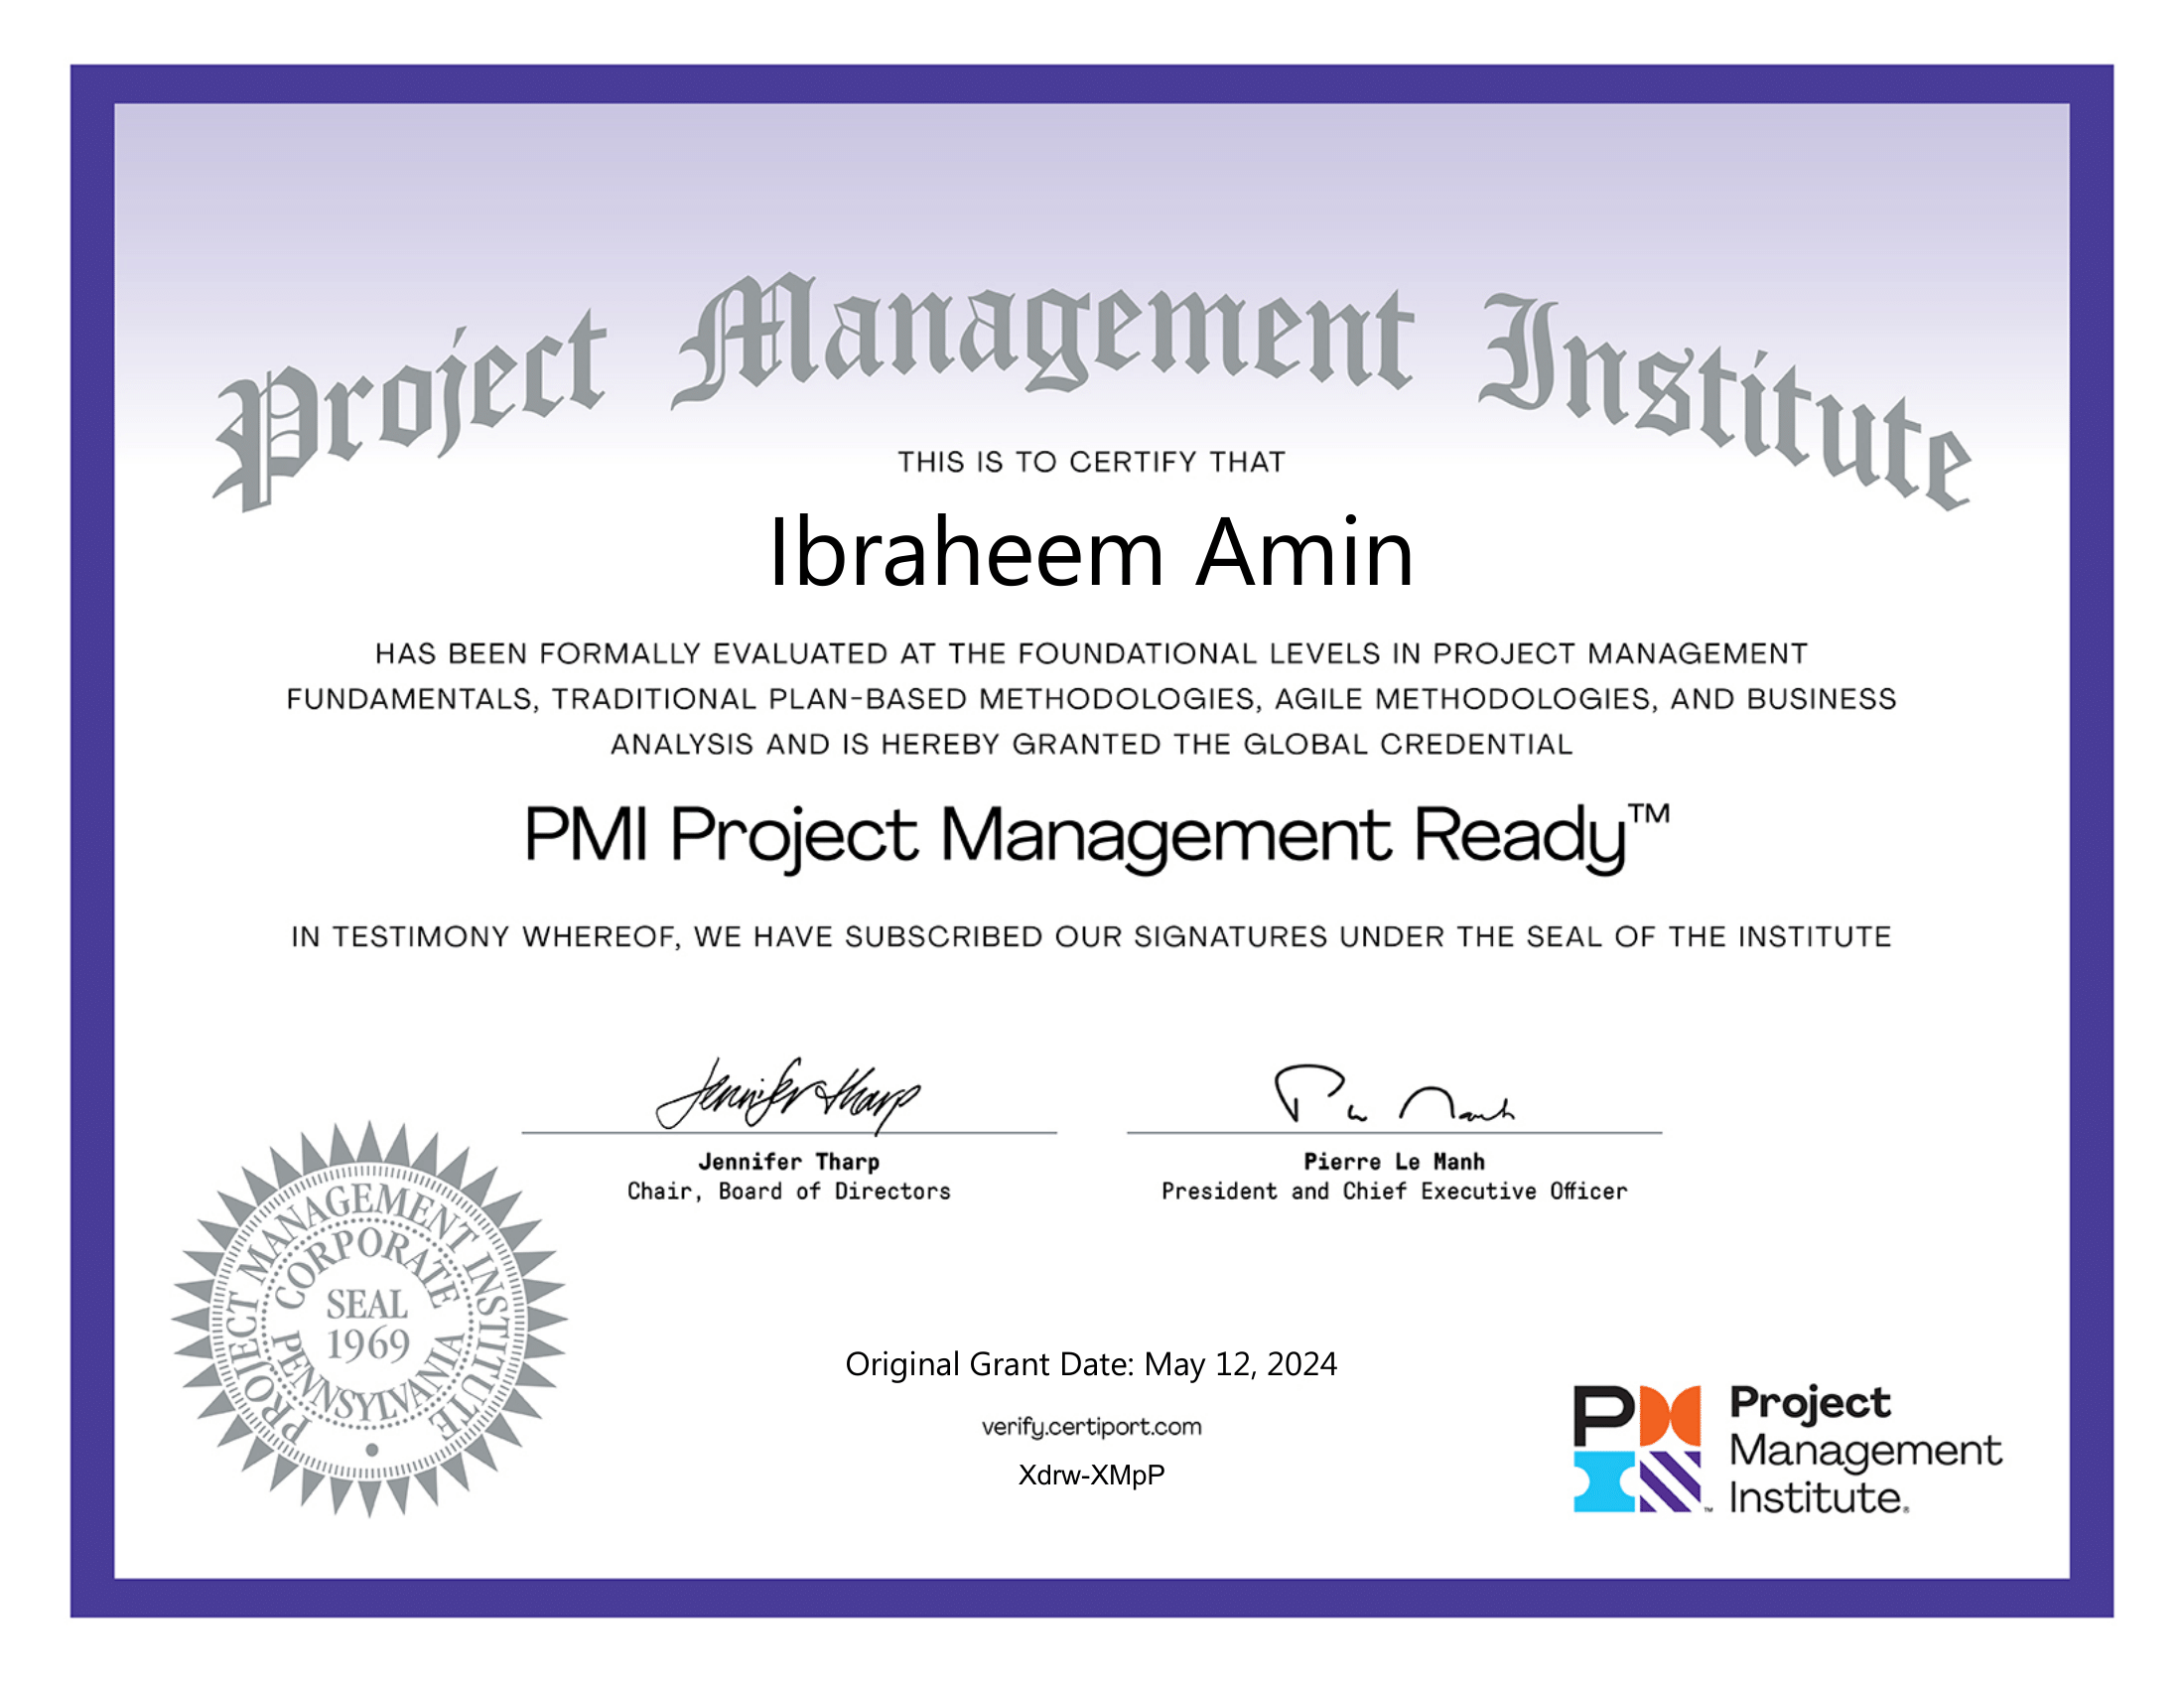 Project Management Institute
THIS IS TO CERTIFY THAT
Ibraheem Amin
HAS BEEN FORMALLY EVALUATED AT THE FOUNDATIONAL LEVELS IN PROJECT MANAGEMENT
FUNDAMENTALS, TRADITIONAL PLAN-BASED METHODOLOGIES, AGILE METHODOLOGIES, AND BUSINESS
ANALYSIS AND IS HEREBY GRANTED THE GLOBAL CREDENTIAL
PMI Project Management Ready™
IN TESTIMONY WHEREOF, WE HAVE SUBSCRIBED OUR SIGNATURES UNDER THE SEAL OF THE INSTITUTE
Jennifer Tharp
Jennifer Tharp
Chair, Board of Directors
P Le Manh
Pierre Le Manh
President and Chief Executive Officer
PROJECT MANAGEMENT INSTITUTE
CORPORATE
SEAL
1969
PENNSYLVANIA
Original Grant Date: May 12, 2024
verify.certiport.com
Xdrw-XMpP
PMI™
Project
Management
Institute®